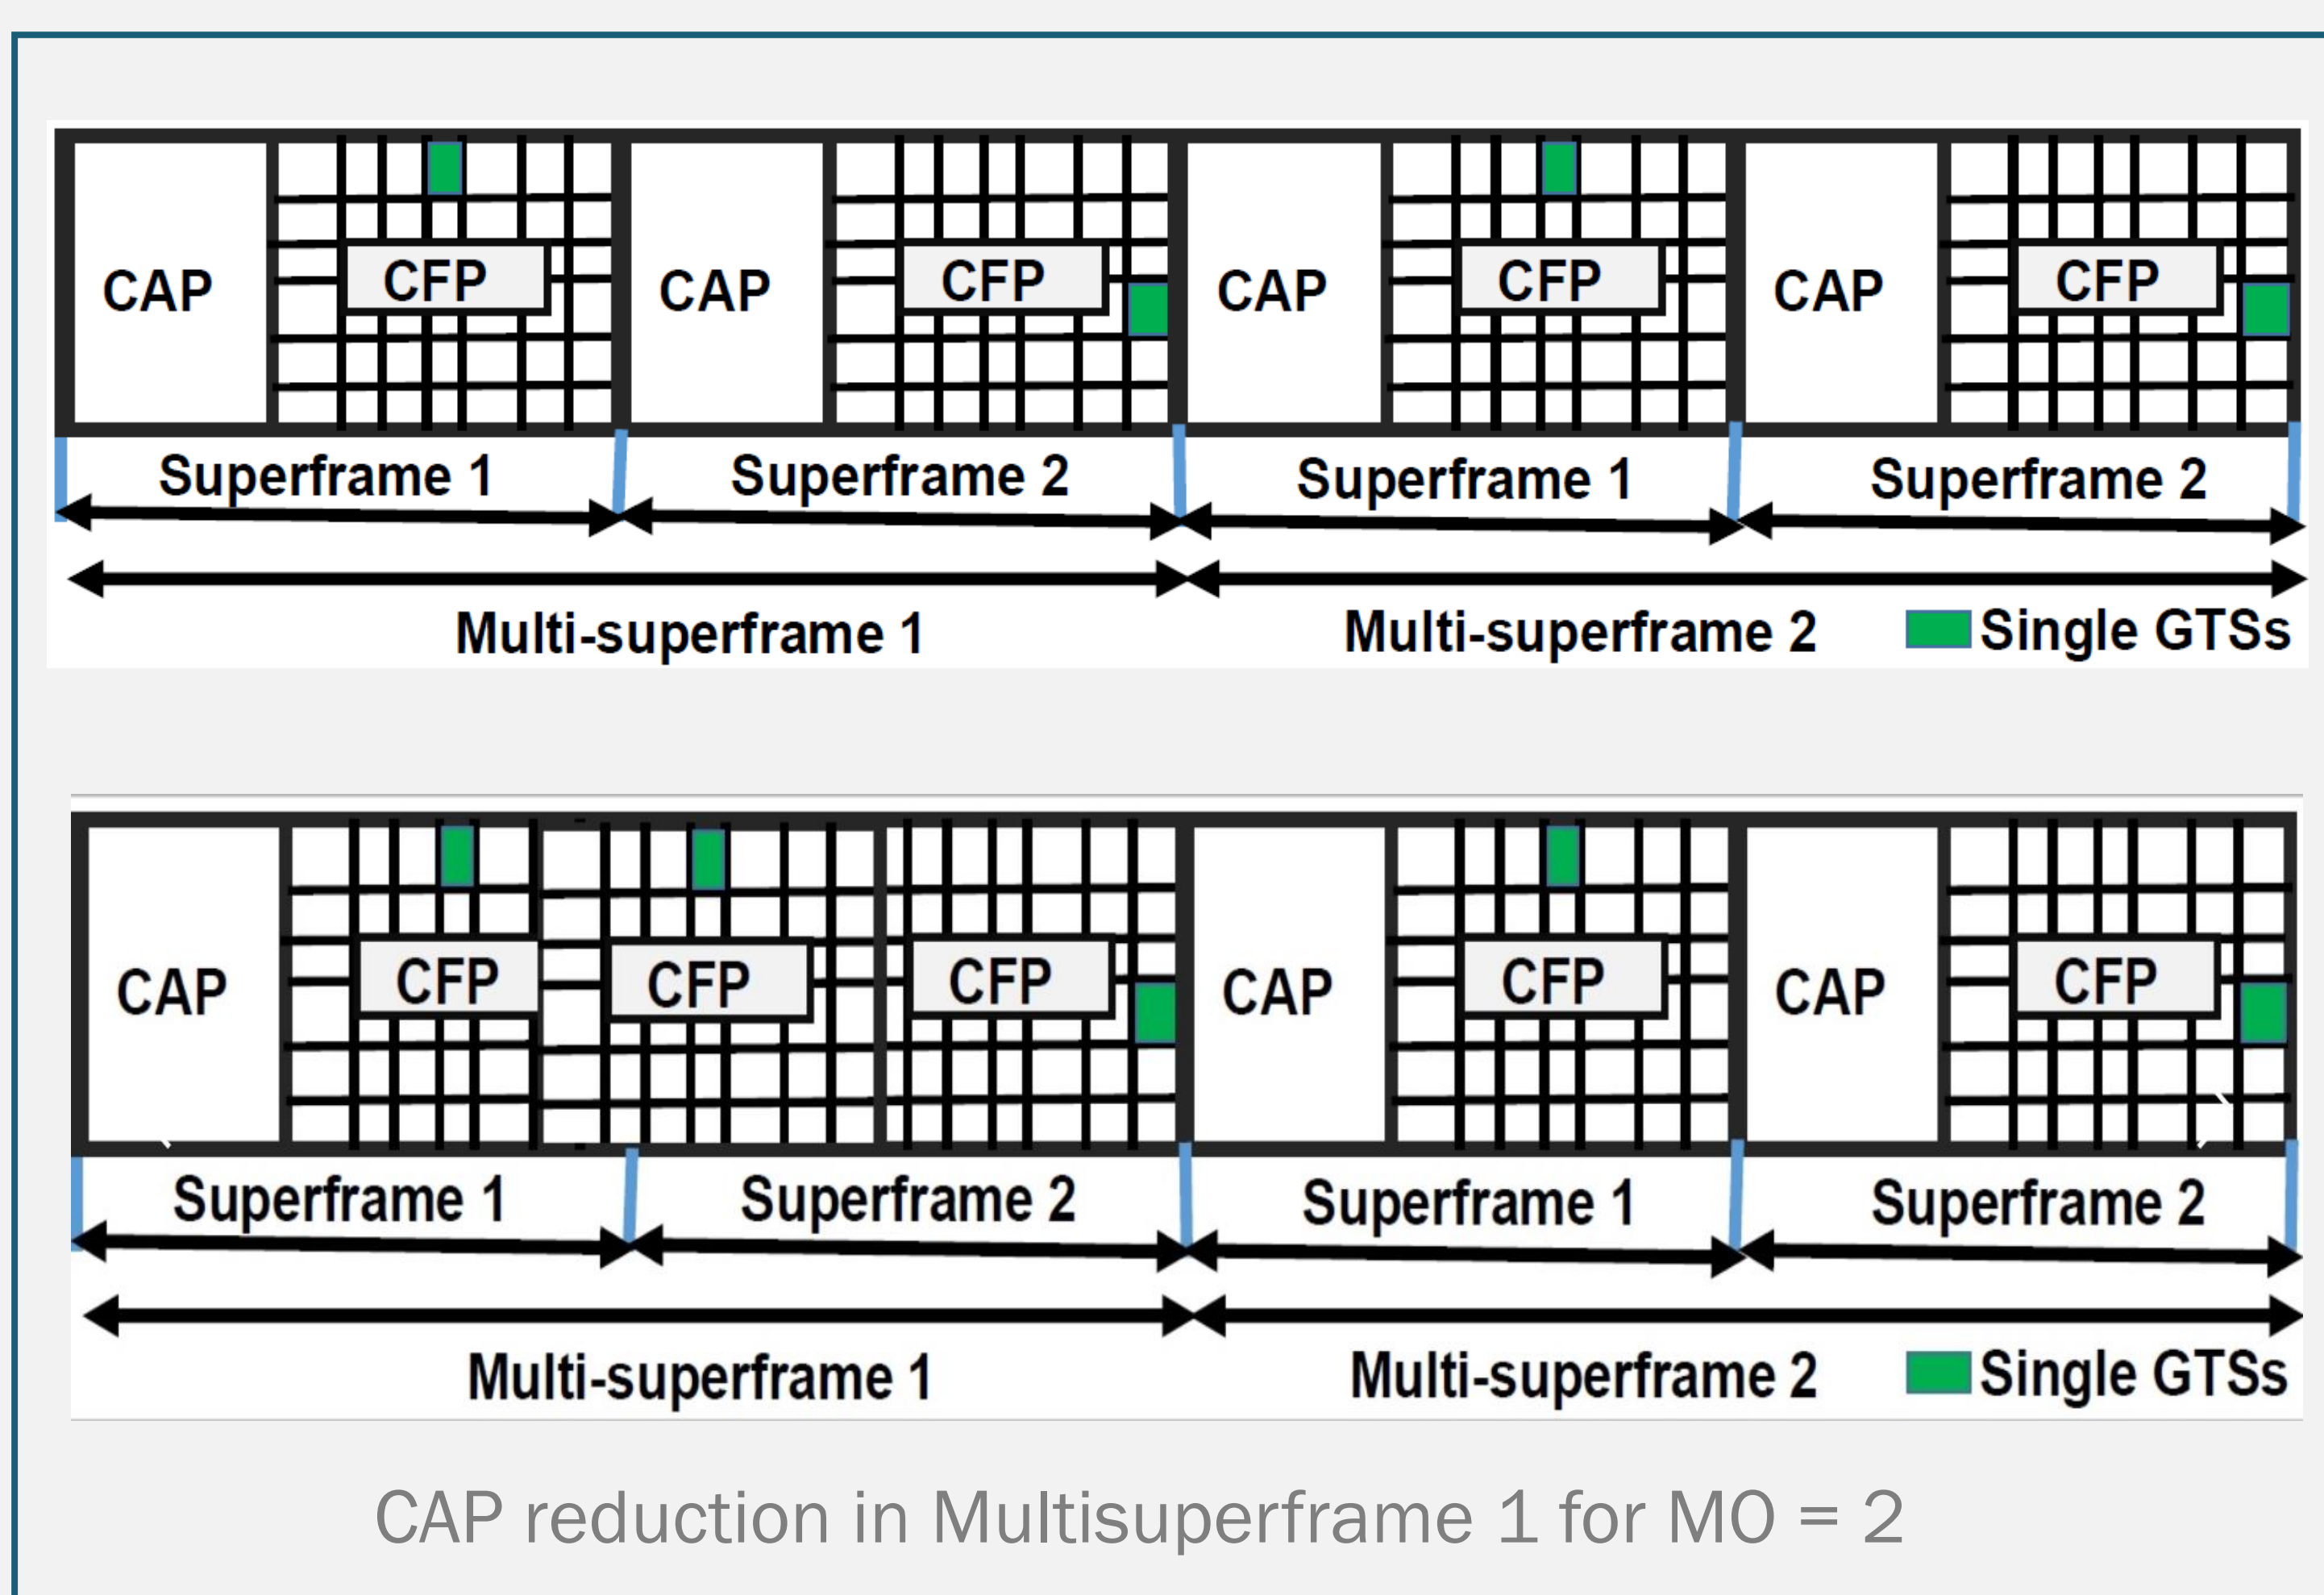 CAP CFP CAP CFP CAP CFP CAP CFP
Superframe 1 Superframe 2 Superframe 1 Superframe 2
Multi-superframe 1 Multi-superframe 2 Single GTSs
CAP CFP CFP CFP CAP CFP CAP CFP
Superframe 1 Superframe 2 Superframe 1 Superframe 2
Multi-superframe 1 Multi-superframe 2 Single GTSs
CAP reduction in Multisuperframe 1 for MO = 2